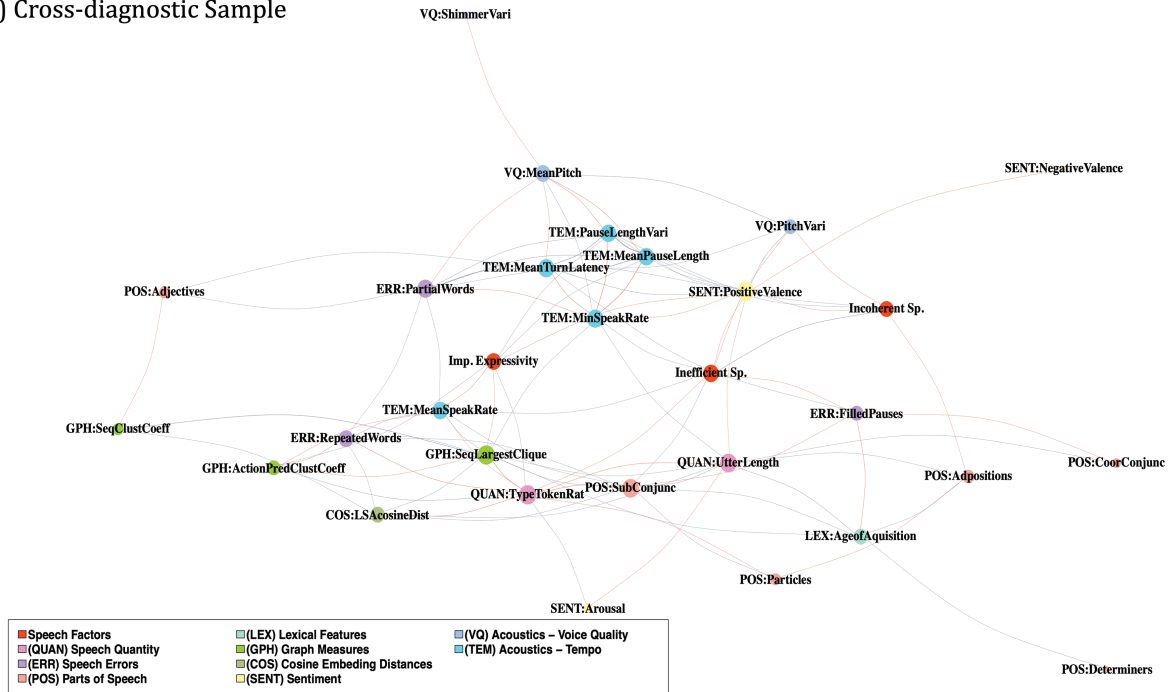 ) Cross-diagnostic Sample
VQ:ShimmerVari
SENT:NegativeValence
VQ:MeanPitch
VQ:PitchVari
TEM:PauseLengthVari
TEM:MeanPauseLength
TEM:MeanTurnLatency
POS:Adjectives
ERR:PartialWords
SENT:PositiveValence
Incoherent Sp.
TEM:MinSpeakRate
Imp. Expressivity
Inefficient Sp.
TEM:MeanSpeakRate
ERR:FilledPauses
GPH:SeqClustCoeff
ERR:RepeatedWords
GPH:SeqLargestClique
QUAN:UtterLength
POS:CoorConjunc
GPH:ActionPredClustCoeff
POS:Adpositions
QUAN:TypeTokenRat
POS:SubConjunc
COS:LSAcosineDist
LEX:AgeofAquisition
POS:Particles
SENT:Arousal
POS:Determiners
Speech Factors
(QUAN) Speech Quantity
(ERR) Speech Errors
(POS) Parts of Speech
(LEX) Lexical Features
(GPH) Graph Measures
(COS) Cosine Embeding Distances
(SENT) Sentiment
(VQ) Acoustics – Voice Quality
(TEM) Acoustics – Tempo